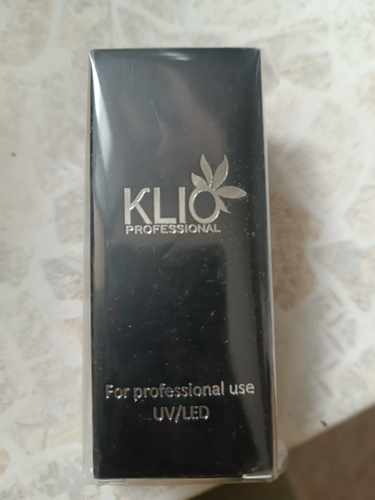 KLIO
PROFESSIONAL
For professional use
UV/LED